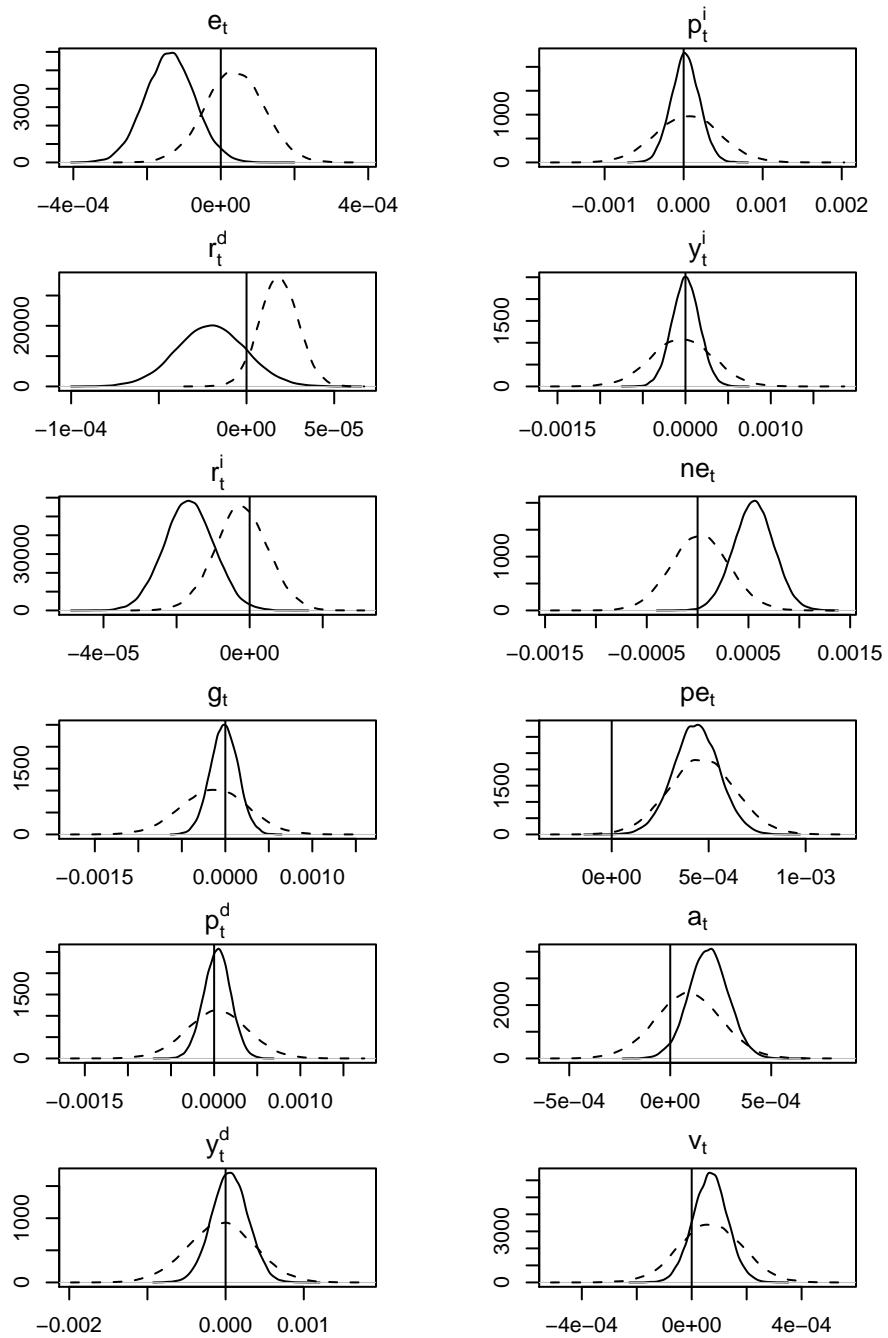 e_t
0 3000
−4e−04 0e+00 4e−04
p_t^i
0 1000
−0.001 0.000 0.001 0.002
r_t^d
0 20000
−1e−04 0e+00 5e−05
y_t^i
0 1500
−0.0015 0.0000 0.0010
r_t^i
0 30000
−4e−05 0e+00
ne_t
0 1000
−0.0015 −0.0005 0.0005 0.0015
g_t
0 1500
−0.0015 0.0000 0.0010
pe_t
0 1500
0e+00 5e−04 1e−03
p_t^d
0 1500
−0.0015 0.0000 0.0010
a_t
0 2000
−5e−04 0e+00 5e−04
y_t^d
0 1000
−0.002 0.000 0.001
v_t
0 3000
−4e−04 0e+00 4e−04